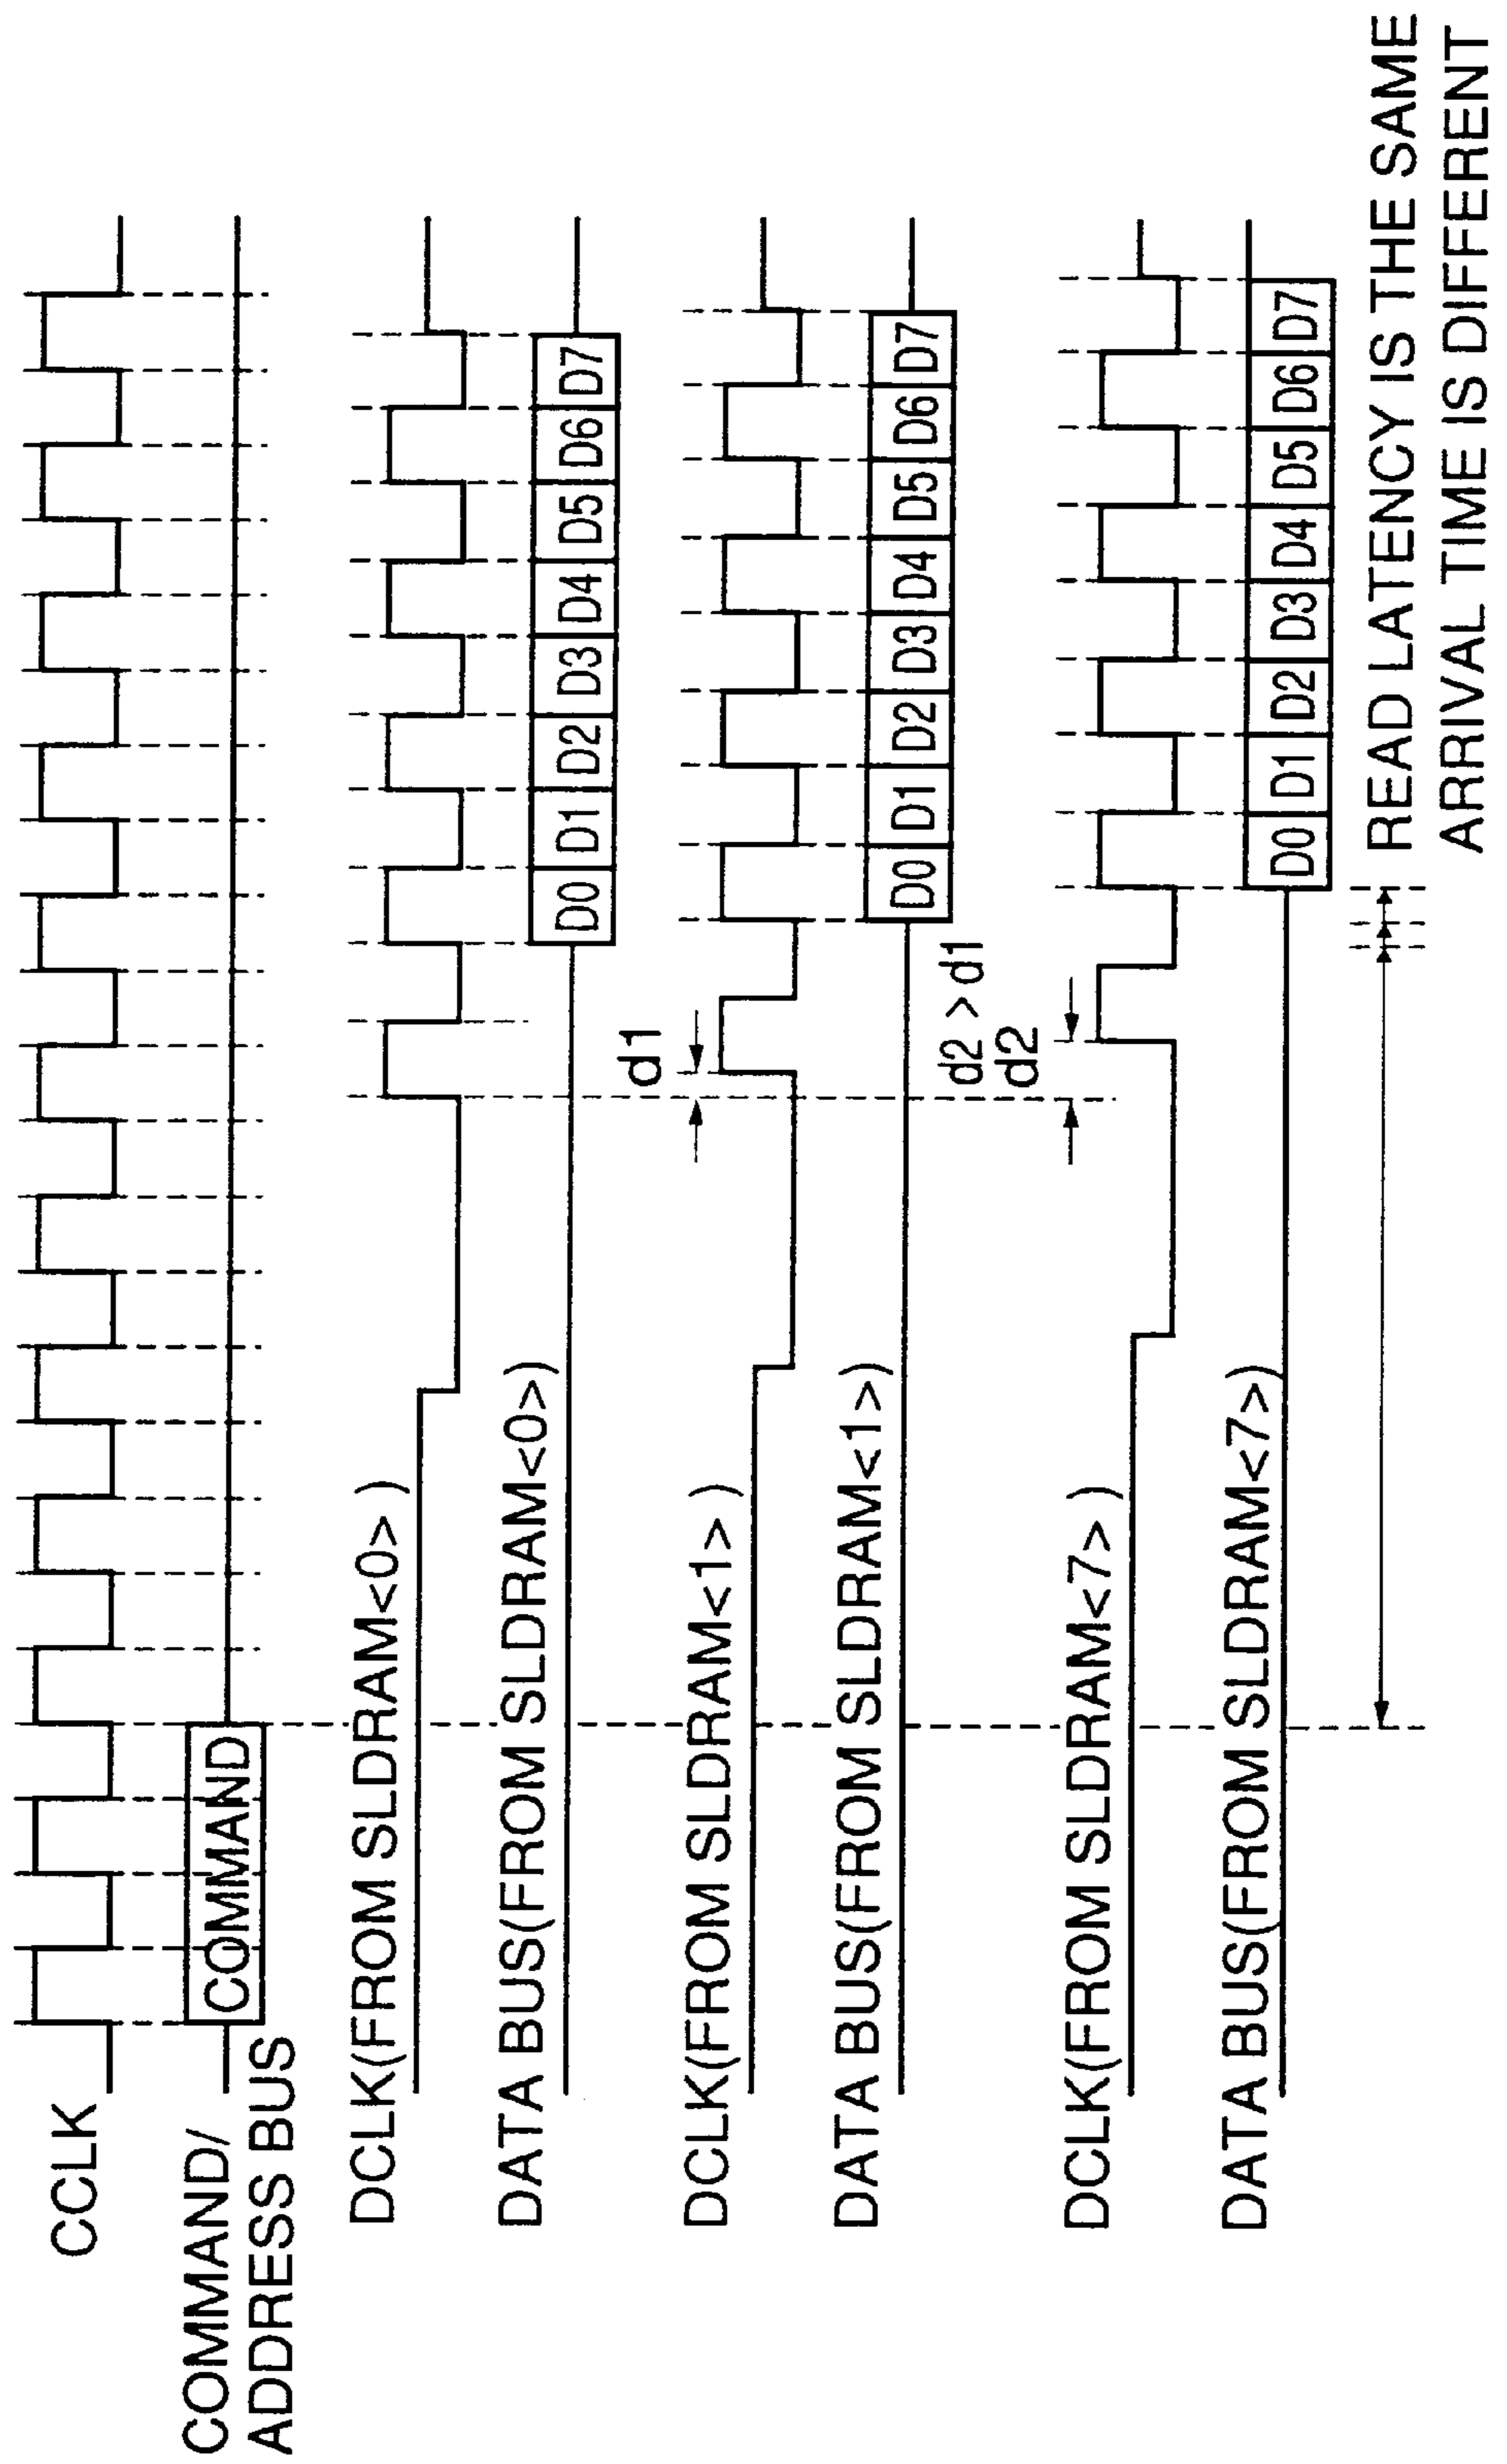 CCLK
COMMAND/
ADDRESS BUS
COMMAND
DCLK(FROM SLDRAM<0> )
DATA BUS(FROM SLDRAM<0>)
D0 D1 D2 D3 D4 D5 D6 D7
d1
DCLK(FROM SLDRAM<1> )
DATA BUS(FROM SLDRAM<1>)
D0 D1 D2 D3 D4 D5 D6 D7
d2 > d1
d2
DCLK(FROM SLDRAM<7> )
DATA BUS(FROM SLDRAM<7>)
D0 D1 D2 D3 D4 D5 D6 D7
READ LATENCY IS THE SAME
ARRIVAL TIME IS DIFFERENT